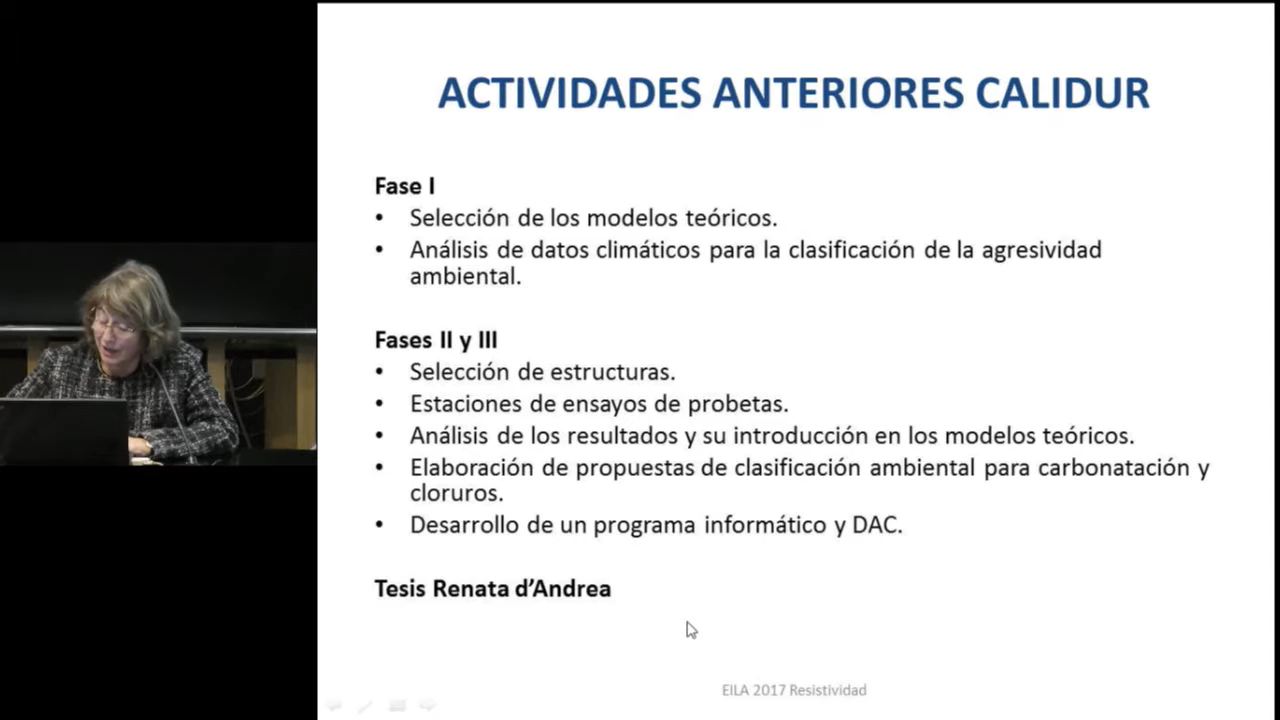 ACTIVIDADES ANTERIORES CALIDUR
Fase I
• Selección de los modelos teóricos.
• Análisis de datos climáticos para la clasificación de la agresividad
ambiental.
Fases II y III
• Selección de estructuras.
• Estaciones de ensayos de probetas.
• Análisis de los resultados y su introducción en los modelos teóricos.
• Elaboración de propuestas de clasificación ambiental para carbonatación y
cloruros.
• Desarrollo de un programa informático y DAC.
Tesis Renata d’Andrea
EILA 2017 Resistividad